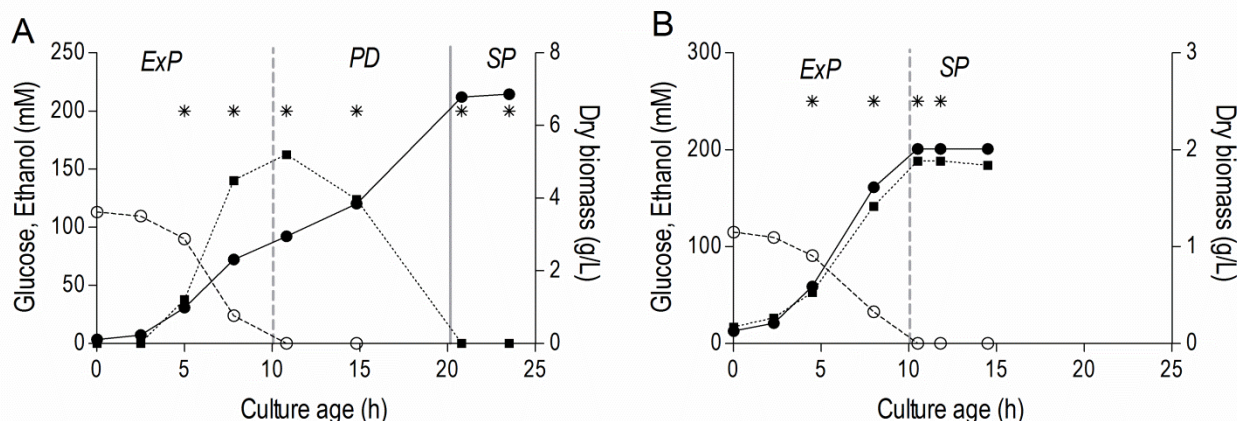 A
ExP
PD
SP
Glucose, Ethanol (mM)
250
200
150
100
50
0
8
6
4
2
0
Dry biomass (g/L)
0 5 10 15 20 25
Culture age (h)
B
ExP
SP
Glucose, Ethanol (mM)
300
200
100
0
3
2
1
0
Dry biomass (g/L)
0 5 10 15 20 25
Culture age (h)